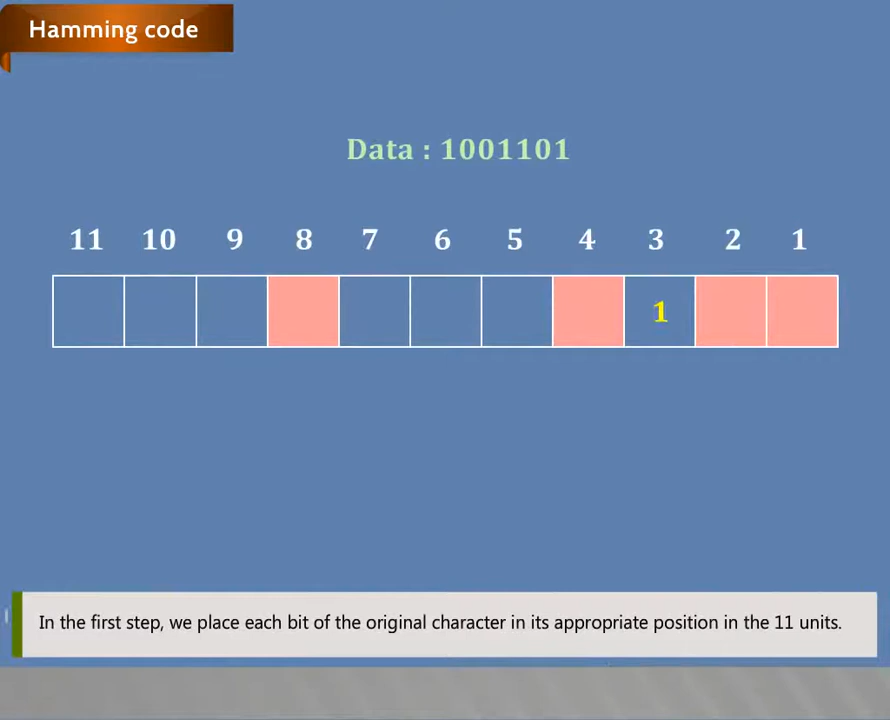 Hamming code
Data : 1001101
11 10 9 8 7 6 5 4 3 2 1
1
In the first step, we place each bit of the original character in its appropriate position in the 11 units.